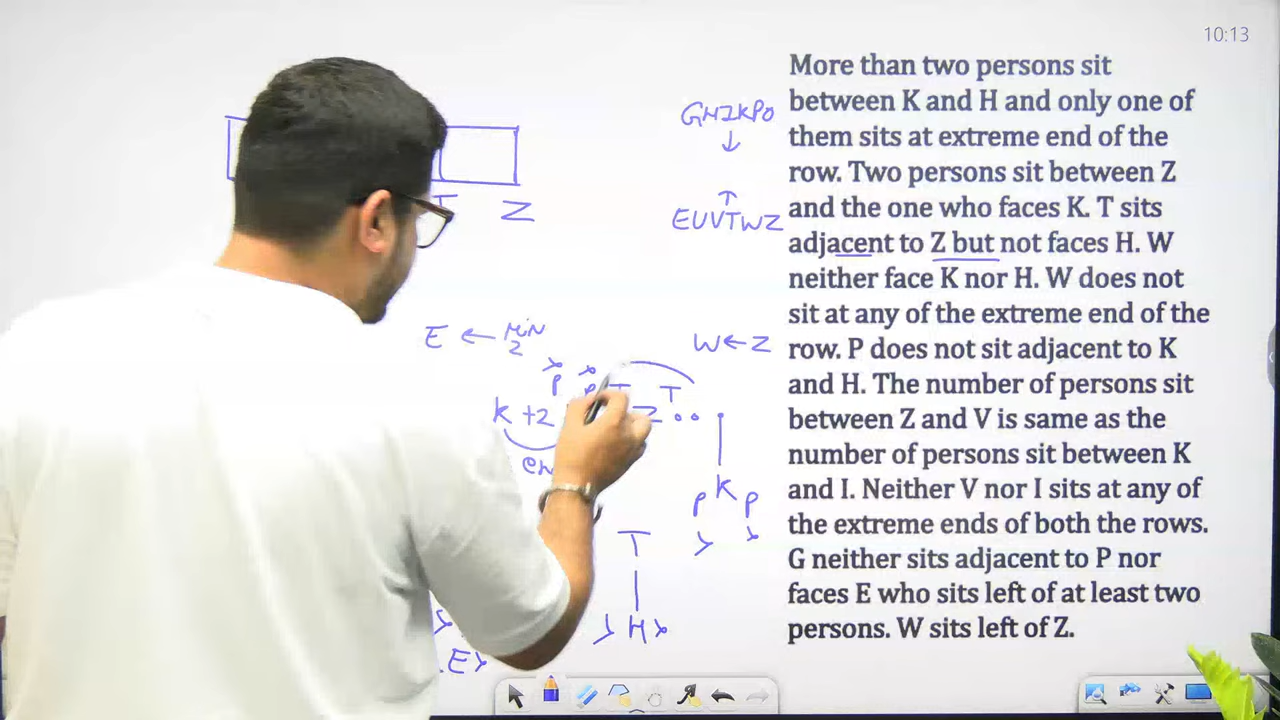 10:13
More than two persons sit
between K and H and only one of
them sits at extreme end of the
row. Two persons sit between Z
and the one who faces K. T sits
adjacent to Z but not faces H. W
neither face K nor H. W does not
sit at any of the extreme end of the
row. P does not sit adjacent to K
and H. The number of persons sit
between Z and V is same as the
number of persons sit between K
and I. Neither V nor I sits at any of
the extreme ends of both the rows.
G neither sits adjacent to P nor
faces E who sits left of at least two
persons. W sits left of Z.
GHIKPO
↓
↑
EUVTWZ
Z
E ← Min
2
W ← Z
P
T
K +2
Z
K
P P
T
H
E